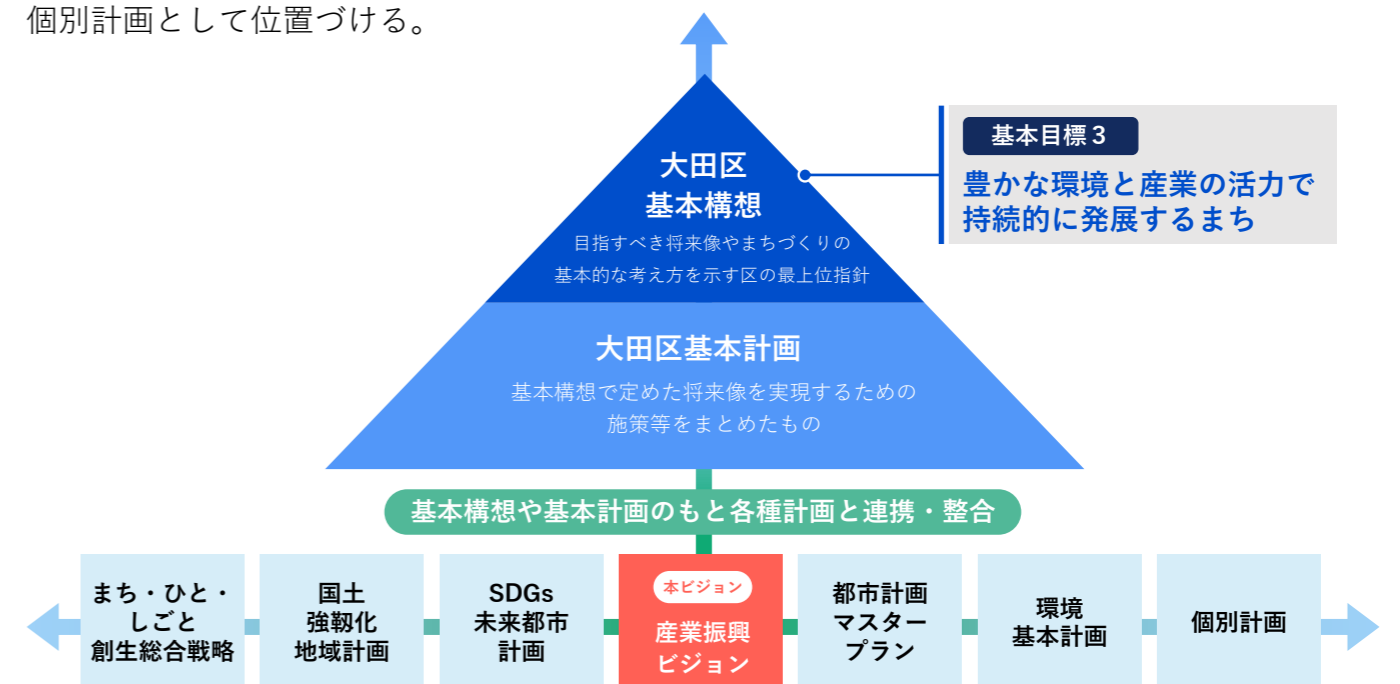 個別計画として位置づける。
大田区
基本構想
目指すべき将来像やまちづくりの
基本的な考え方を示す区の最上位指針
基本目標３
豊かな環境と産業の活力で
持続的に発展するまち
大田区基本計画
基本構想で定めた将来像を実現するための
施策等をまとめたもの
基本構想や基本計画のもと各種計画と連携・整合
まち・ひと・
しごと
創生総合戦略
国土
強靱化
地域計画
SDGs
未来都市
計画
本ビジョン
産業振興
ビジョン
都市計画
マスター
プラン
環境
基本計画
個別計画